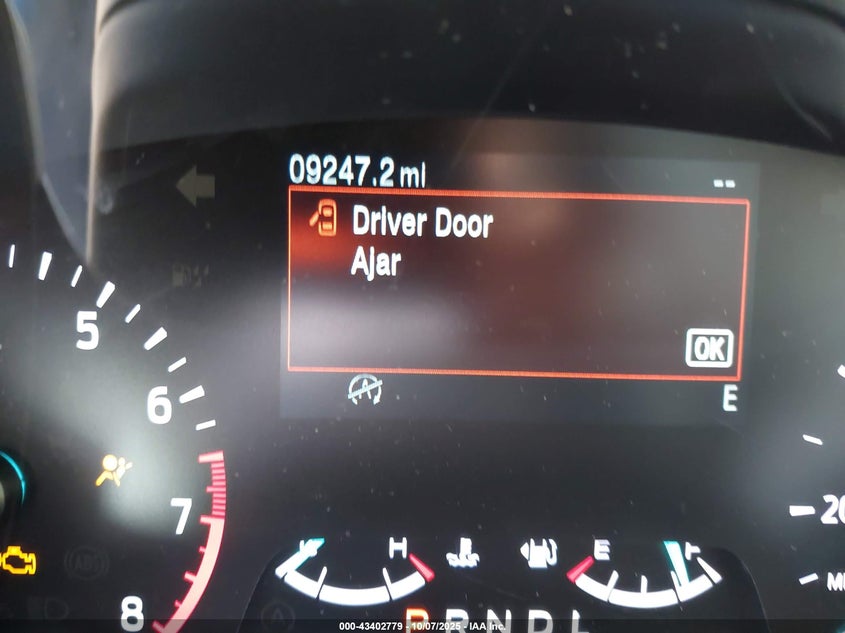 09247.2 mi
--
Driver Door
Ajar
OK
A
E
5
6
7
8
ABS
H
E
F
20
P R N D L
000-43402779 - 10/07/2025 - IAA Inc.